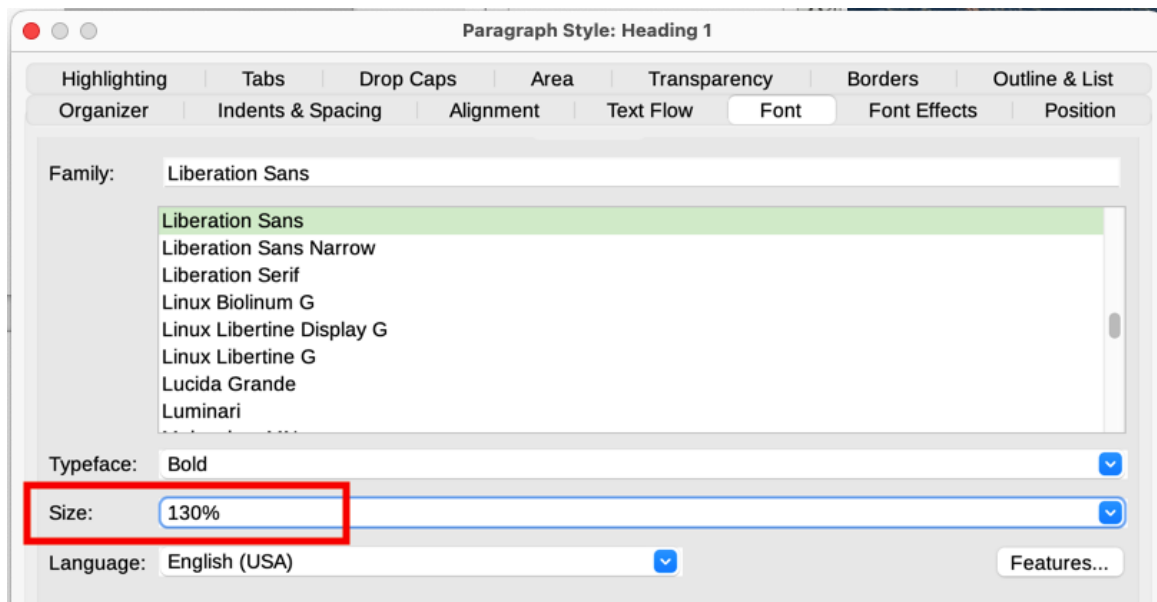 Paragraph Style: Heading 1
Highlighting Tabs Drop Caps Area Transparency Borders Outline & List
Organizer Indents & Spacing Alignment Text Flow Font Font Effects Position
Family: Liberation Sans
Liberation Sans
Liberation Sans Narrow
Liberation Serif
Linux Biolinum G
Linux Libertine Display G
Linux Libertine G
Lucida Grande
Luminari
Typeface: Bold
Size: 130%
Language: English (USA) Features...